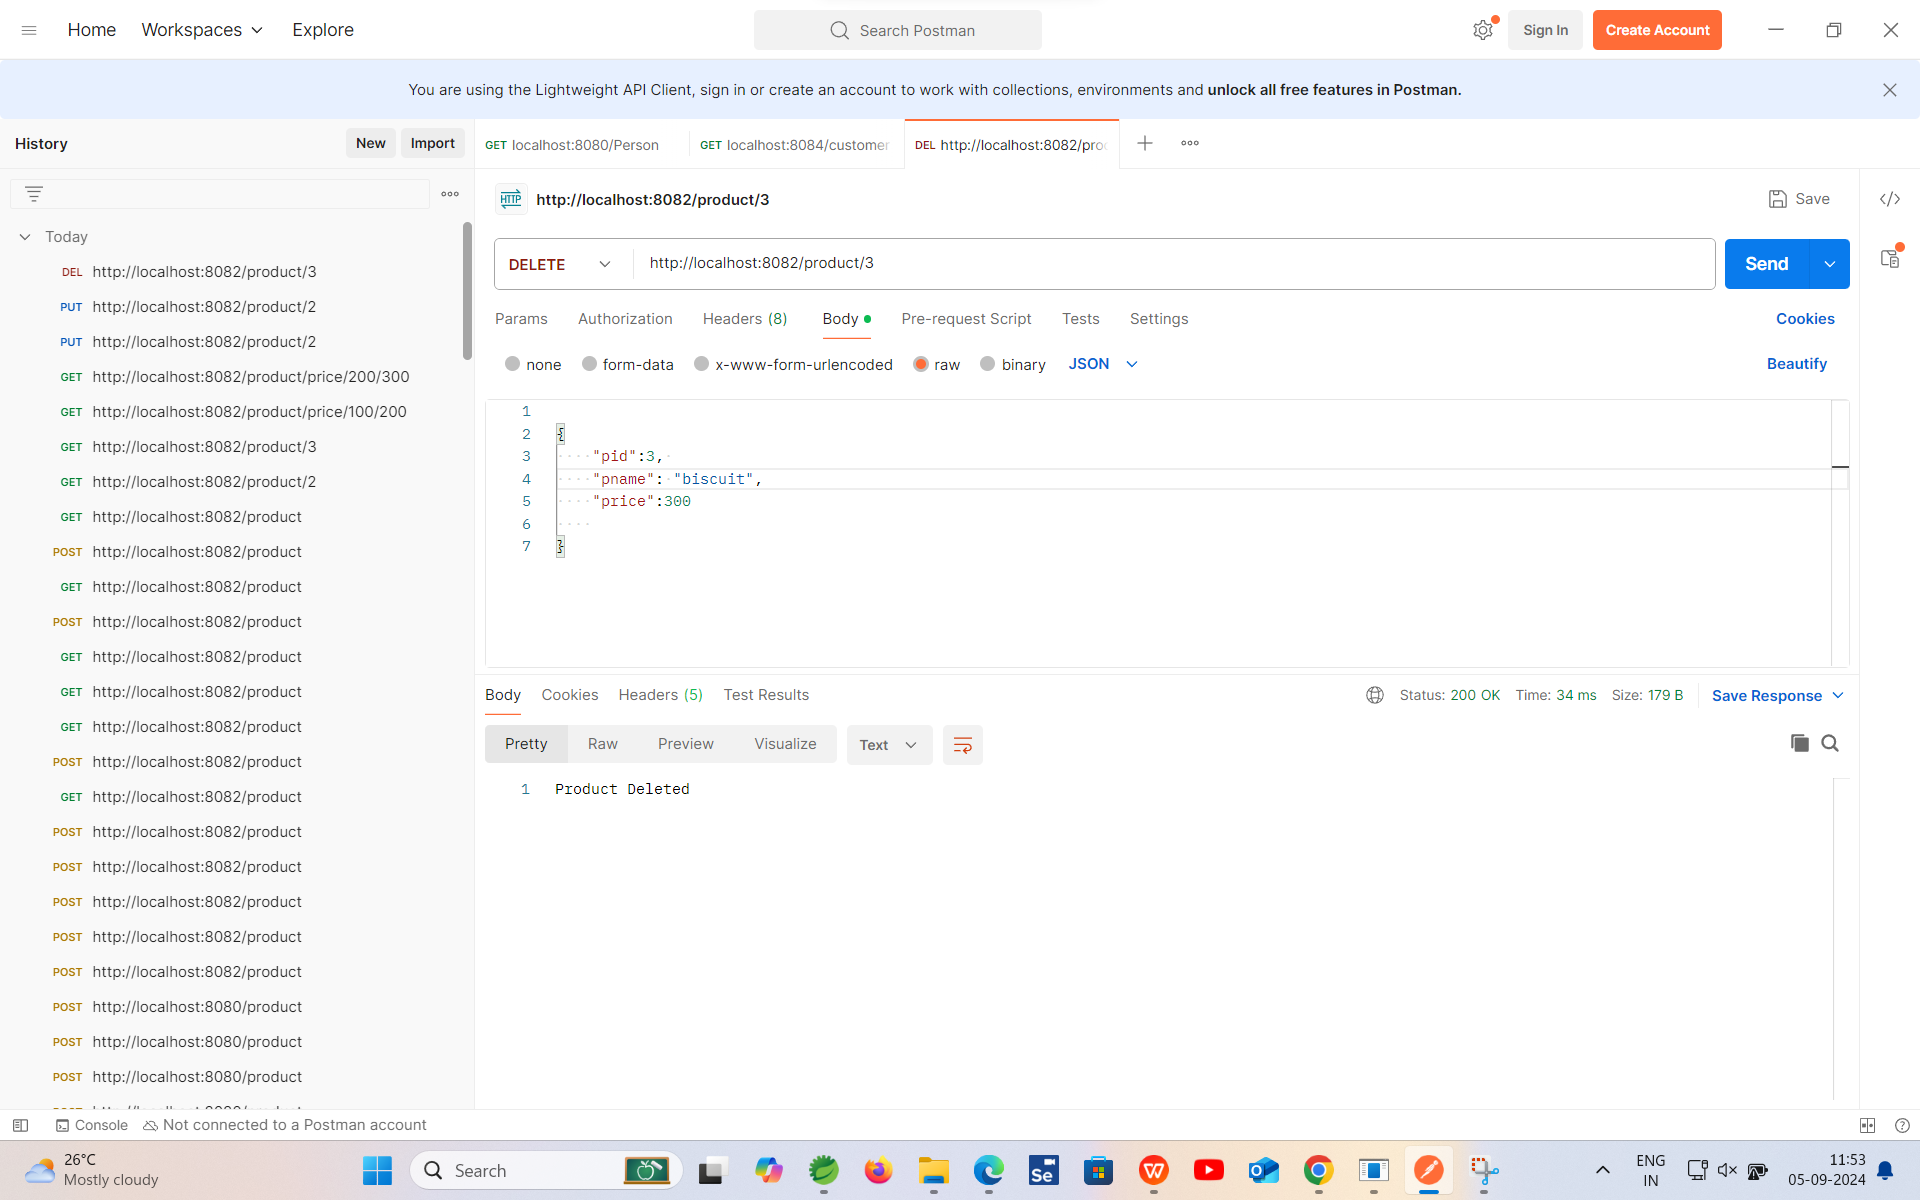 Home Workspaces Explore
Search Postman
Sign In Create Account
You are using the Lightweight API Client, sign in or create an account to work with collections, environments and unlock all free features in Postman.
History New Import
GET localhost:8080/Person GET localhost:8084/customer DEL http://localhost:8082/pro
Today
DEL http://localhost:8082/product/3
PUT http://localhost:8082/product/2
PUT http://localhost:8082/product/2
GET http://localhost:8082/product/price/200/300
GET http://localhost:8082/product/price/100/200
GET http://localhost:8082/product/3
GET http://localhost:8082/product/2
GET http://localhost:8082/product
POST http://localhost:8082/product
GET http://localhost:8082/product
POST http://localhost:8082/product
GET http://localhost:8082/product
GET http://localhost:8082/product
GET http://localhost:8082/product
POST http://localhost:8082/product
GET http://localhost:8082/product
POST http://localhost:8082/product
POST http://localhost:8082/product
POST http://localhost:8082/product
POST http://localhost:8082/product
POST http://localhost:8082/product
POST http://localhost:8080/product
POST http://localhost:8080/product
POST http://localhost:8080/product
HTTP http://localhost:8082/product/3 Save
DELETE http://localhost:8082/product/3 Send
Params Authorization Headers (8) Body Pre-request Script Tests Settings Cookies
none form-data x-www-form-urlencoded raw binary JSON Beautify
1
2 {
3 "pid":3,
4 "pname": "biscuit",
5 "price":300
6
7 }
Body Cookies Headers (5) Test Results Status: 200 OK Time: 34 ms Size: 179 B Save Response
Pretty Raw Preview Visualize Text
1 Product Deleted
Console Not connected to a Postman account
26°C
Mostly cloudy
Search
Se
ENG
IN
11:53
05-09-2024